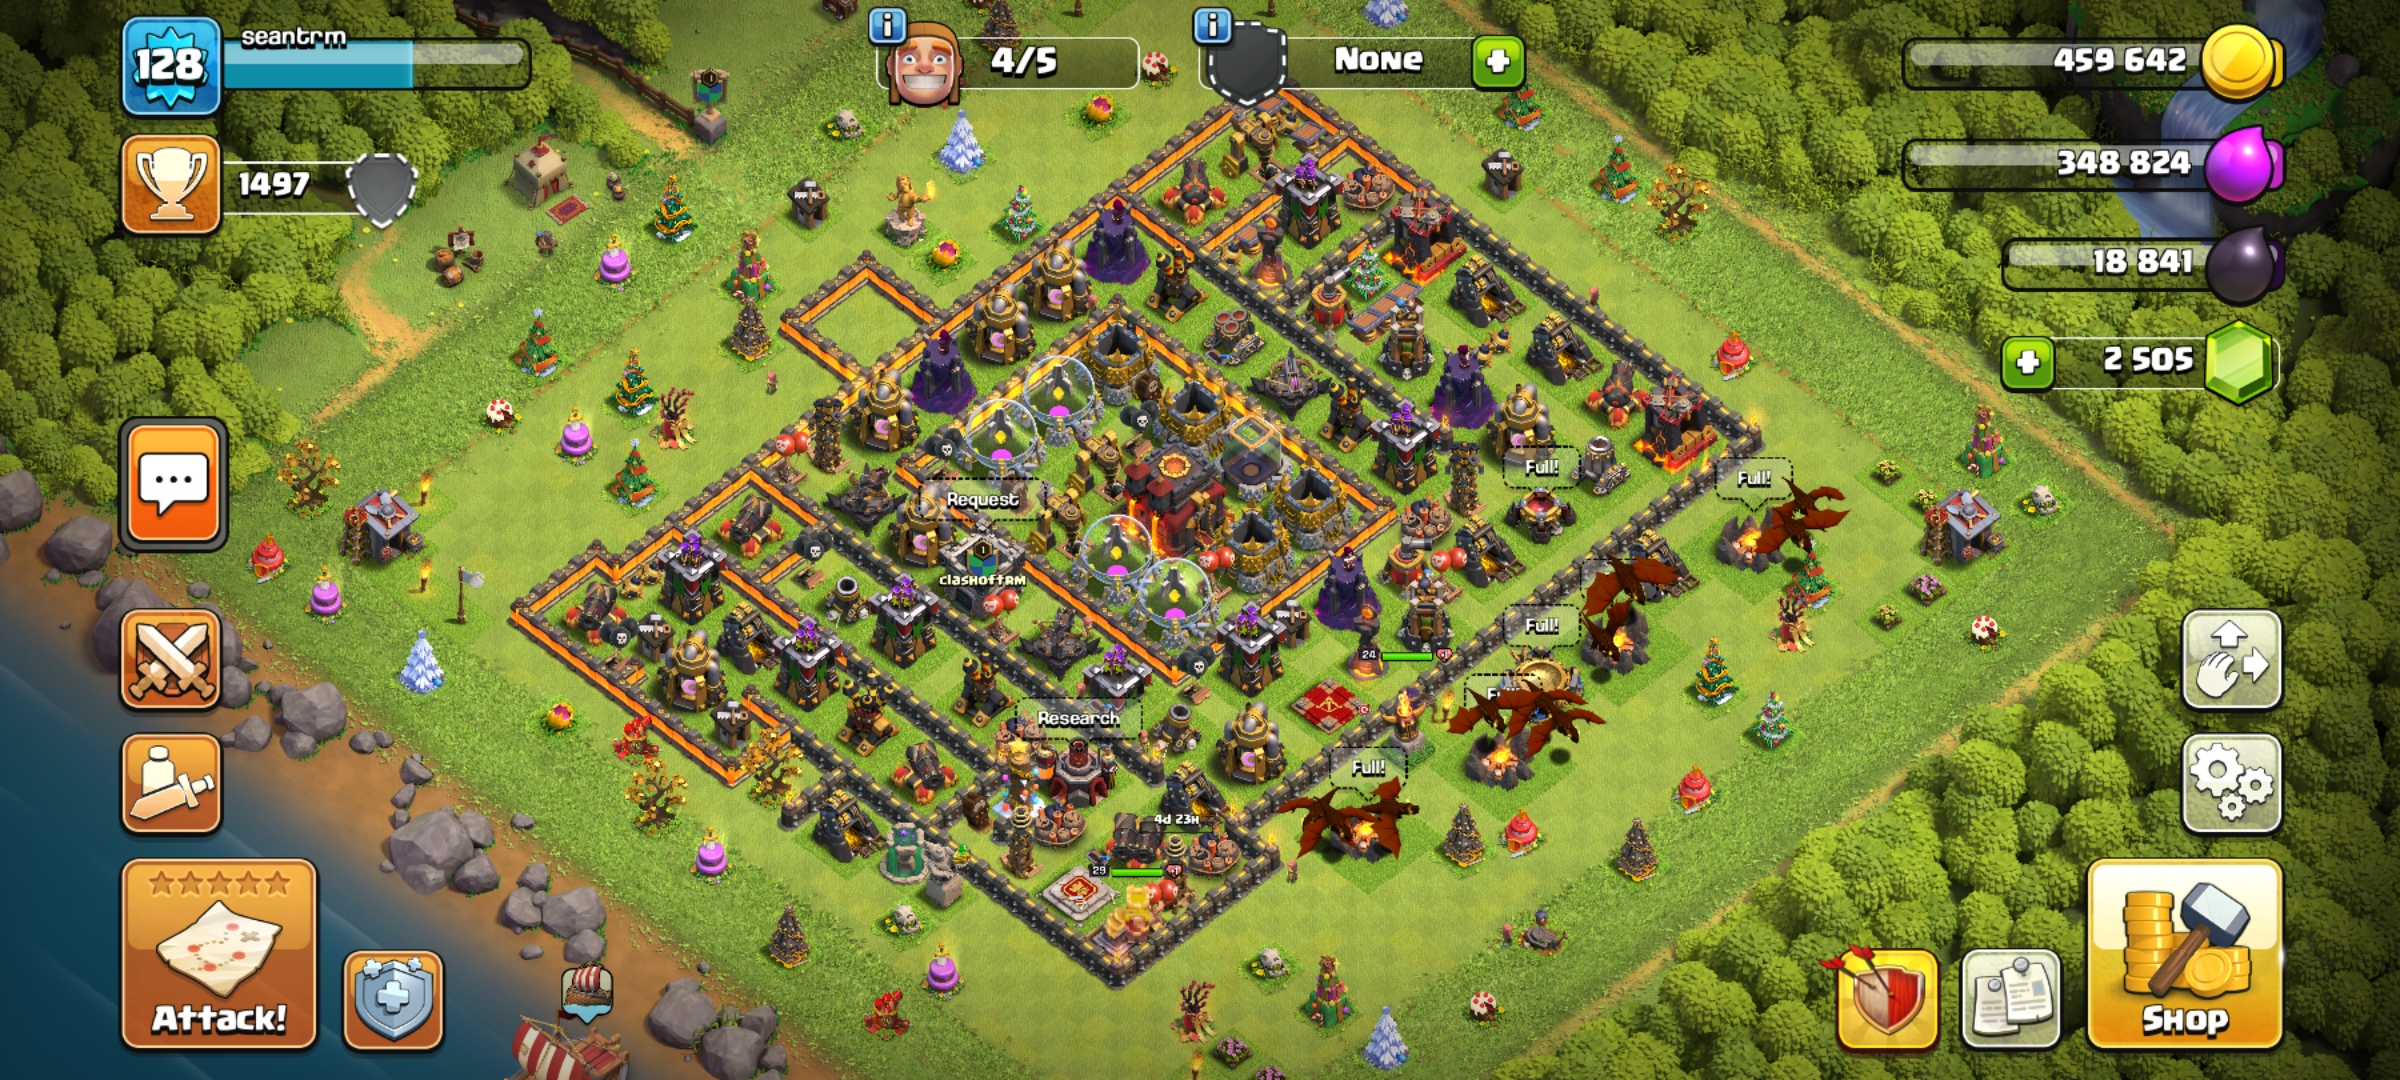 128
seantrm
4/5
None
459 642
1497
348 824
18 841
2 505
Full!
Full!
Request
clashoftrm
Full!
24
Research
Full!
4d 23h
29
Attack!
Shop